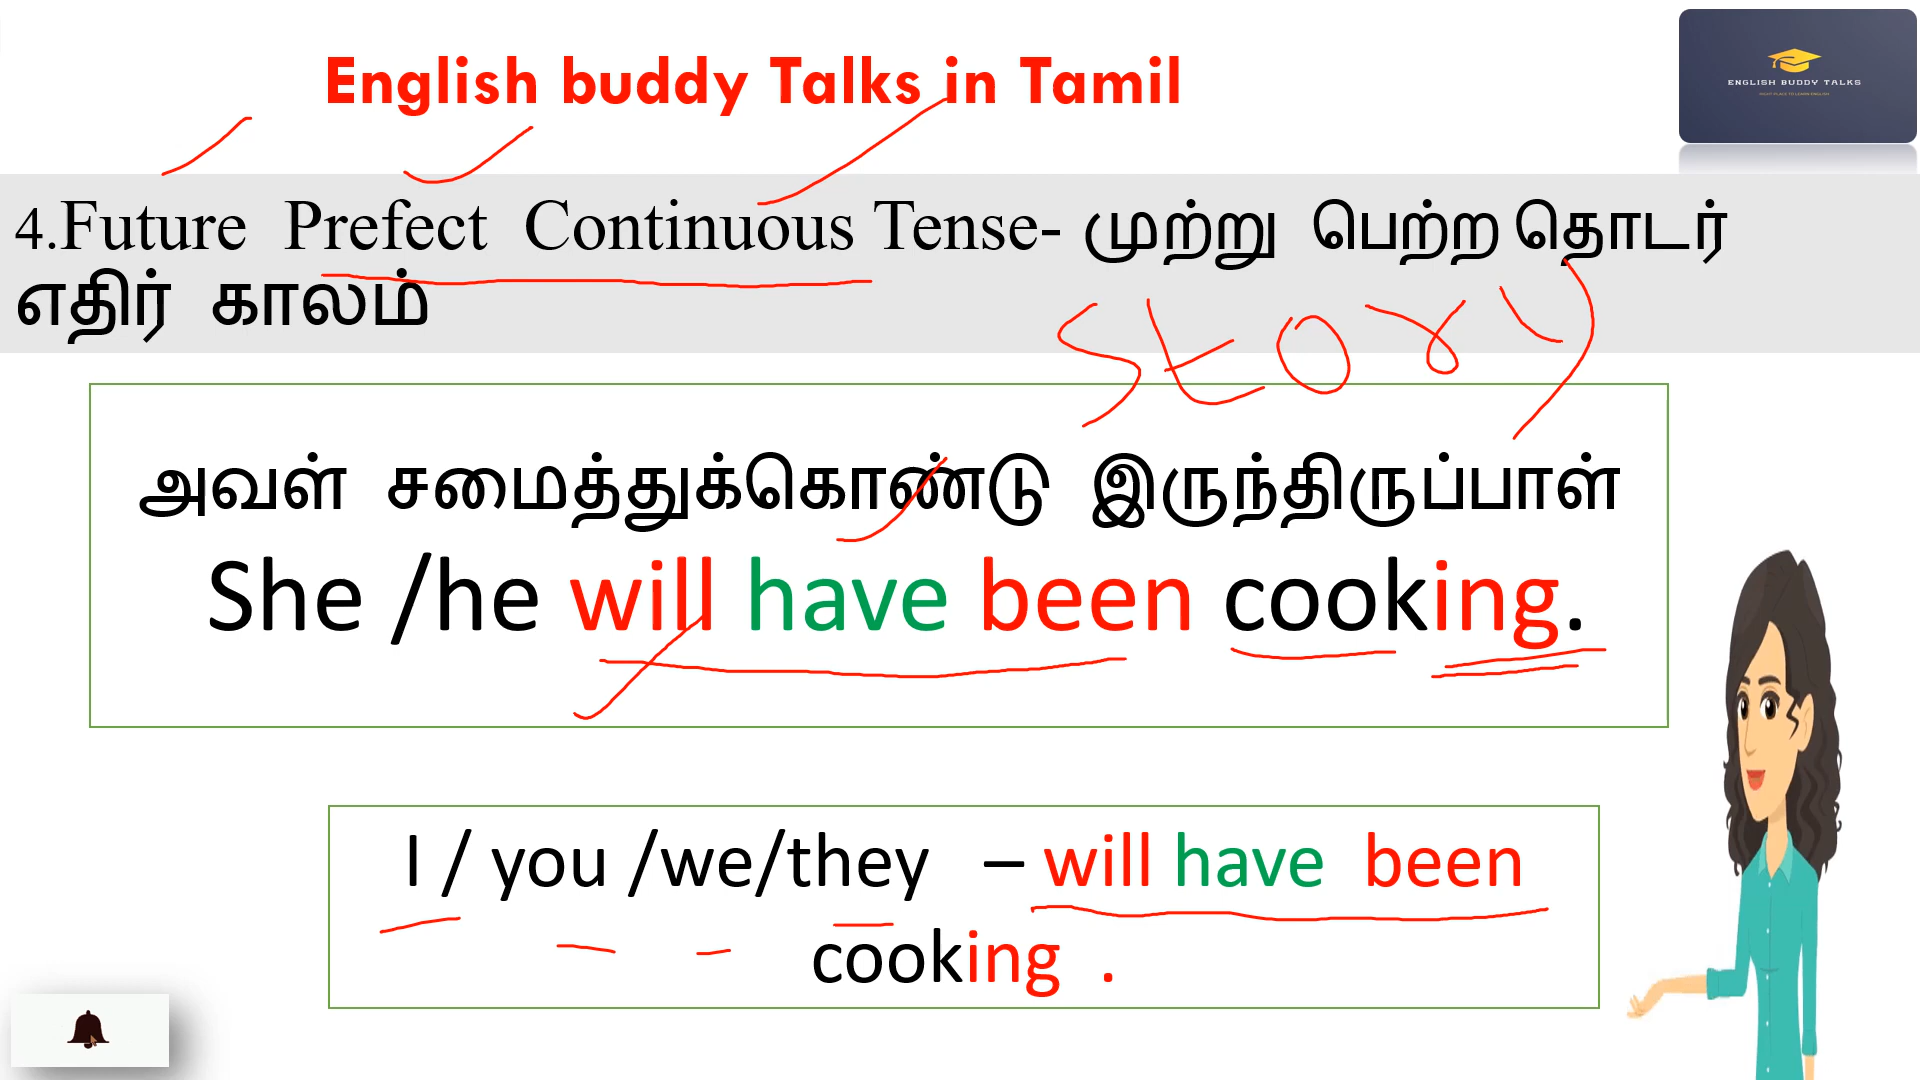 English buddy Talks in Tamil
ENGLISH BUDDY TALKS
4.Future Prefect Continuous Tense- முற்று பெற்ற தொடர்
எதிர் காலம்
story
அவள் சமைத்துக்கொண்டு இருந்திருப்பாள்
She /he will have been cooking.
I / you /we/they – will have been
cooking .